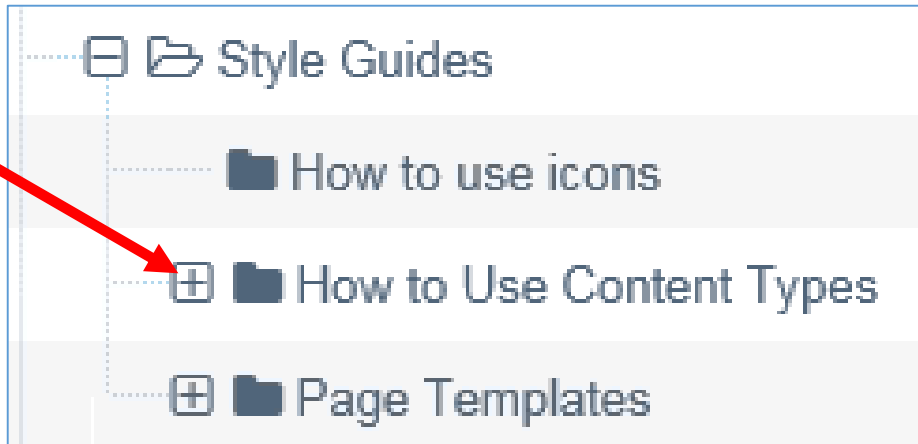 Style Guides
How to use icons
How to Use Content Types
Page Templates